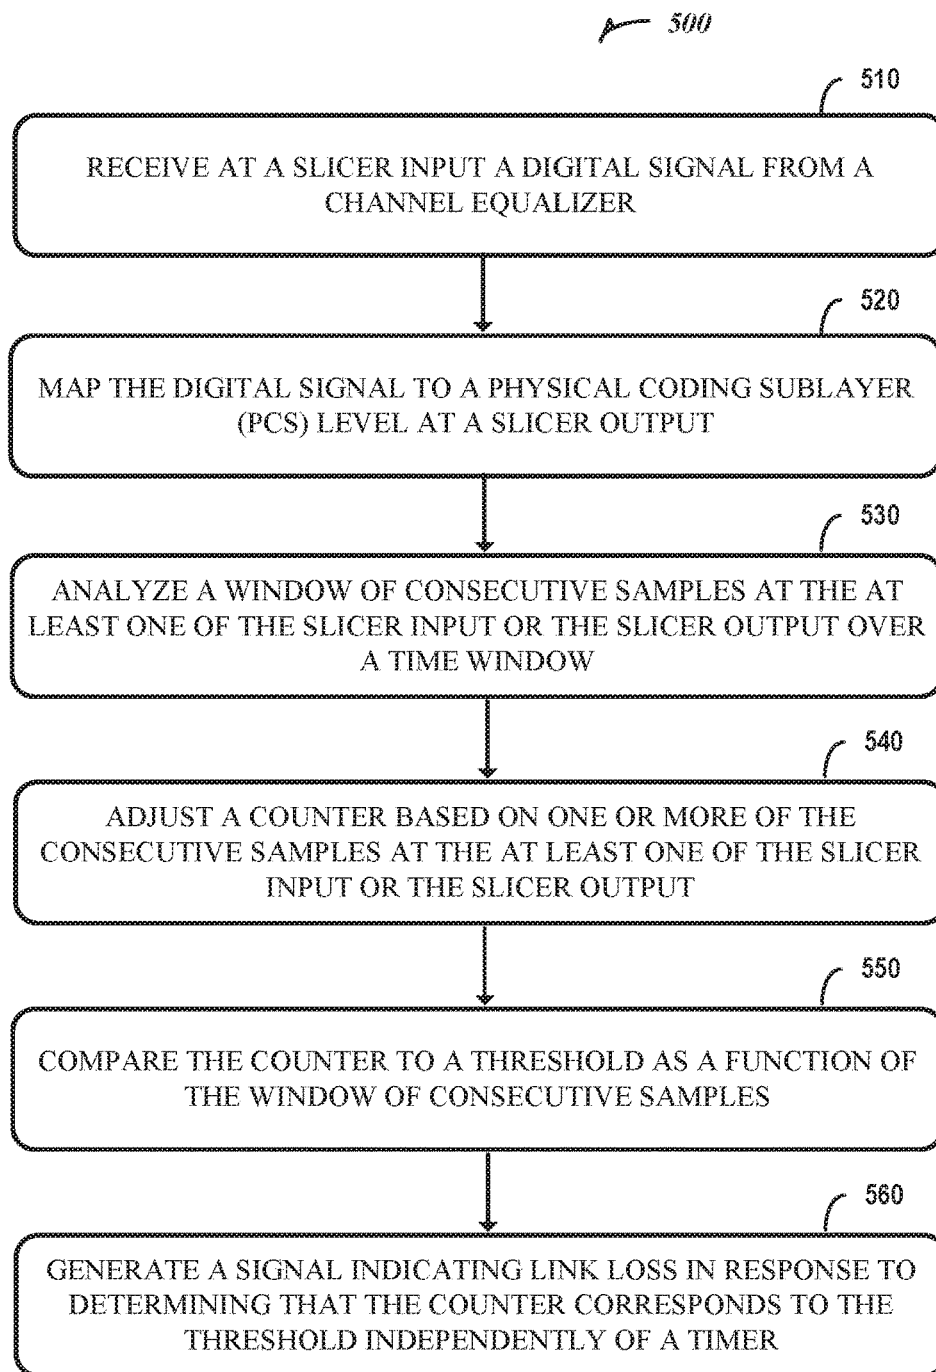 500
510
RECEIVE AT A SLICER INPUT A DIGITAL SIGNAL FROM A
CHANNEL EQUALIZER
520
MAP THE DIGITAL SIGNAL TO A PHYSICAL CODING SUBLAYER
(PCS) LEVEL AT A SLICER OUTPUT
530
ANALYZE A WINDOW OF CONSECUTIVE SAMPLES AT THE AT
LEAST ONE OF THE SLICER INPUT OR THE SLICER OUTPUT OVER
A TIME WINDOW
540
ADJUST A COUNTER BASED ON ONE OR MORE OF THE
CONSECUTIVE SAMPLES AT THE AT LEAST ONE OF THE SLICER
INPUT OR THE SLICER OUTPUT
550
COMPARE THE COUNTER TO A THRESHOLD AS A FUNCTION OF
THE WINDOW OF CONSECUTIVE SAMPLES
560
GENERATE A SIGNAL INDICATING LINK LOSS IN RESPONSE TO
DETERMINING THAT THE COUNTER CORRESPONDS TO THE
THRESHOLD INDEPENDENTLY OF A TIMER